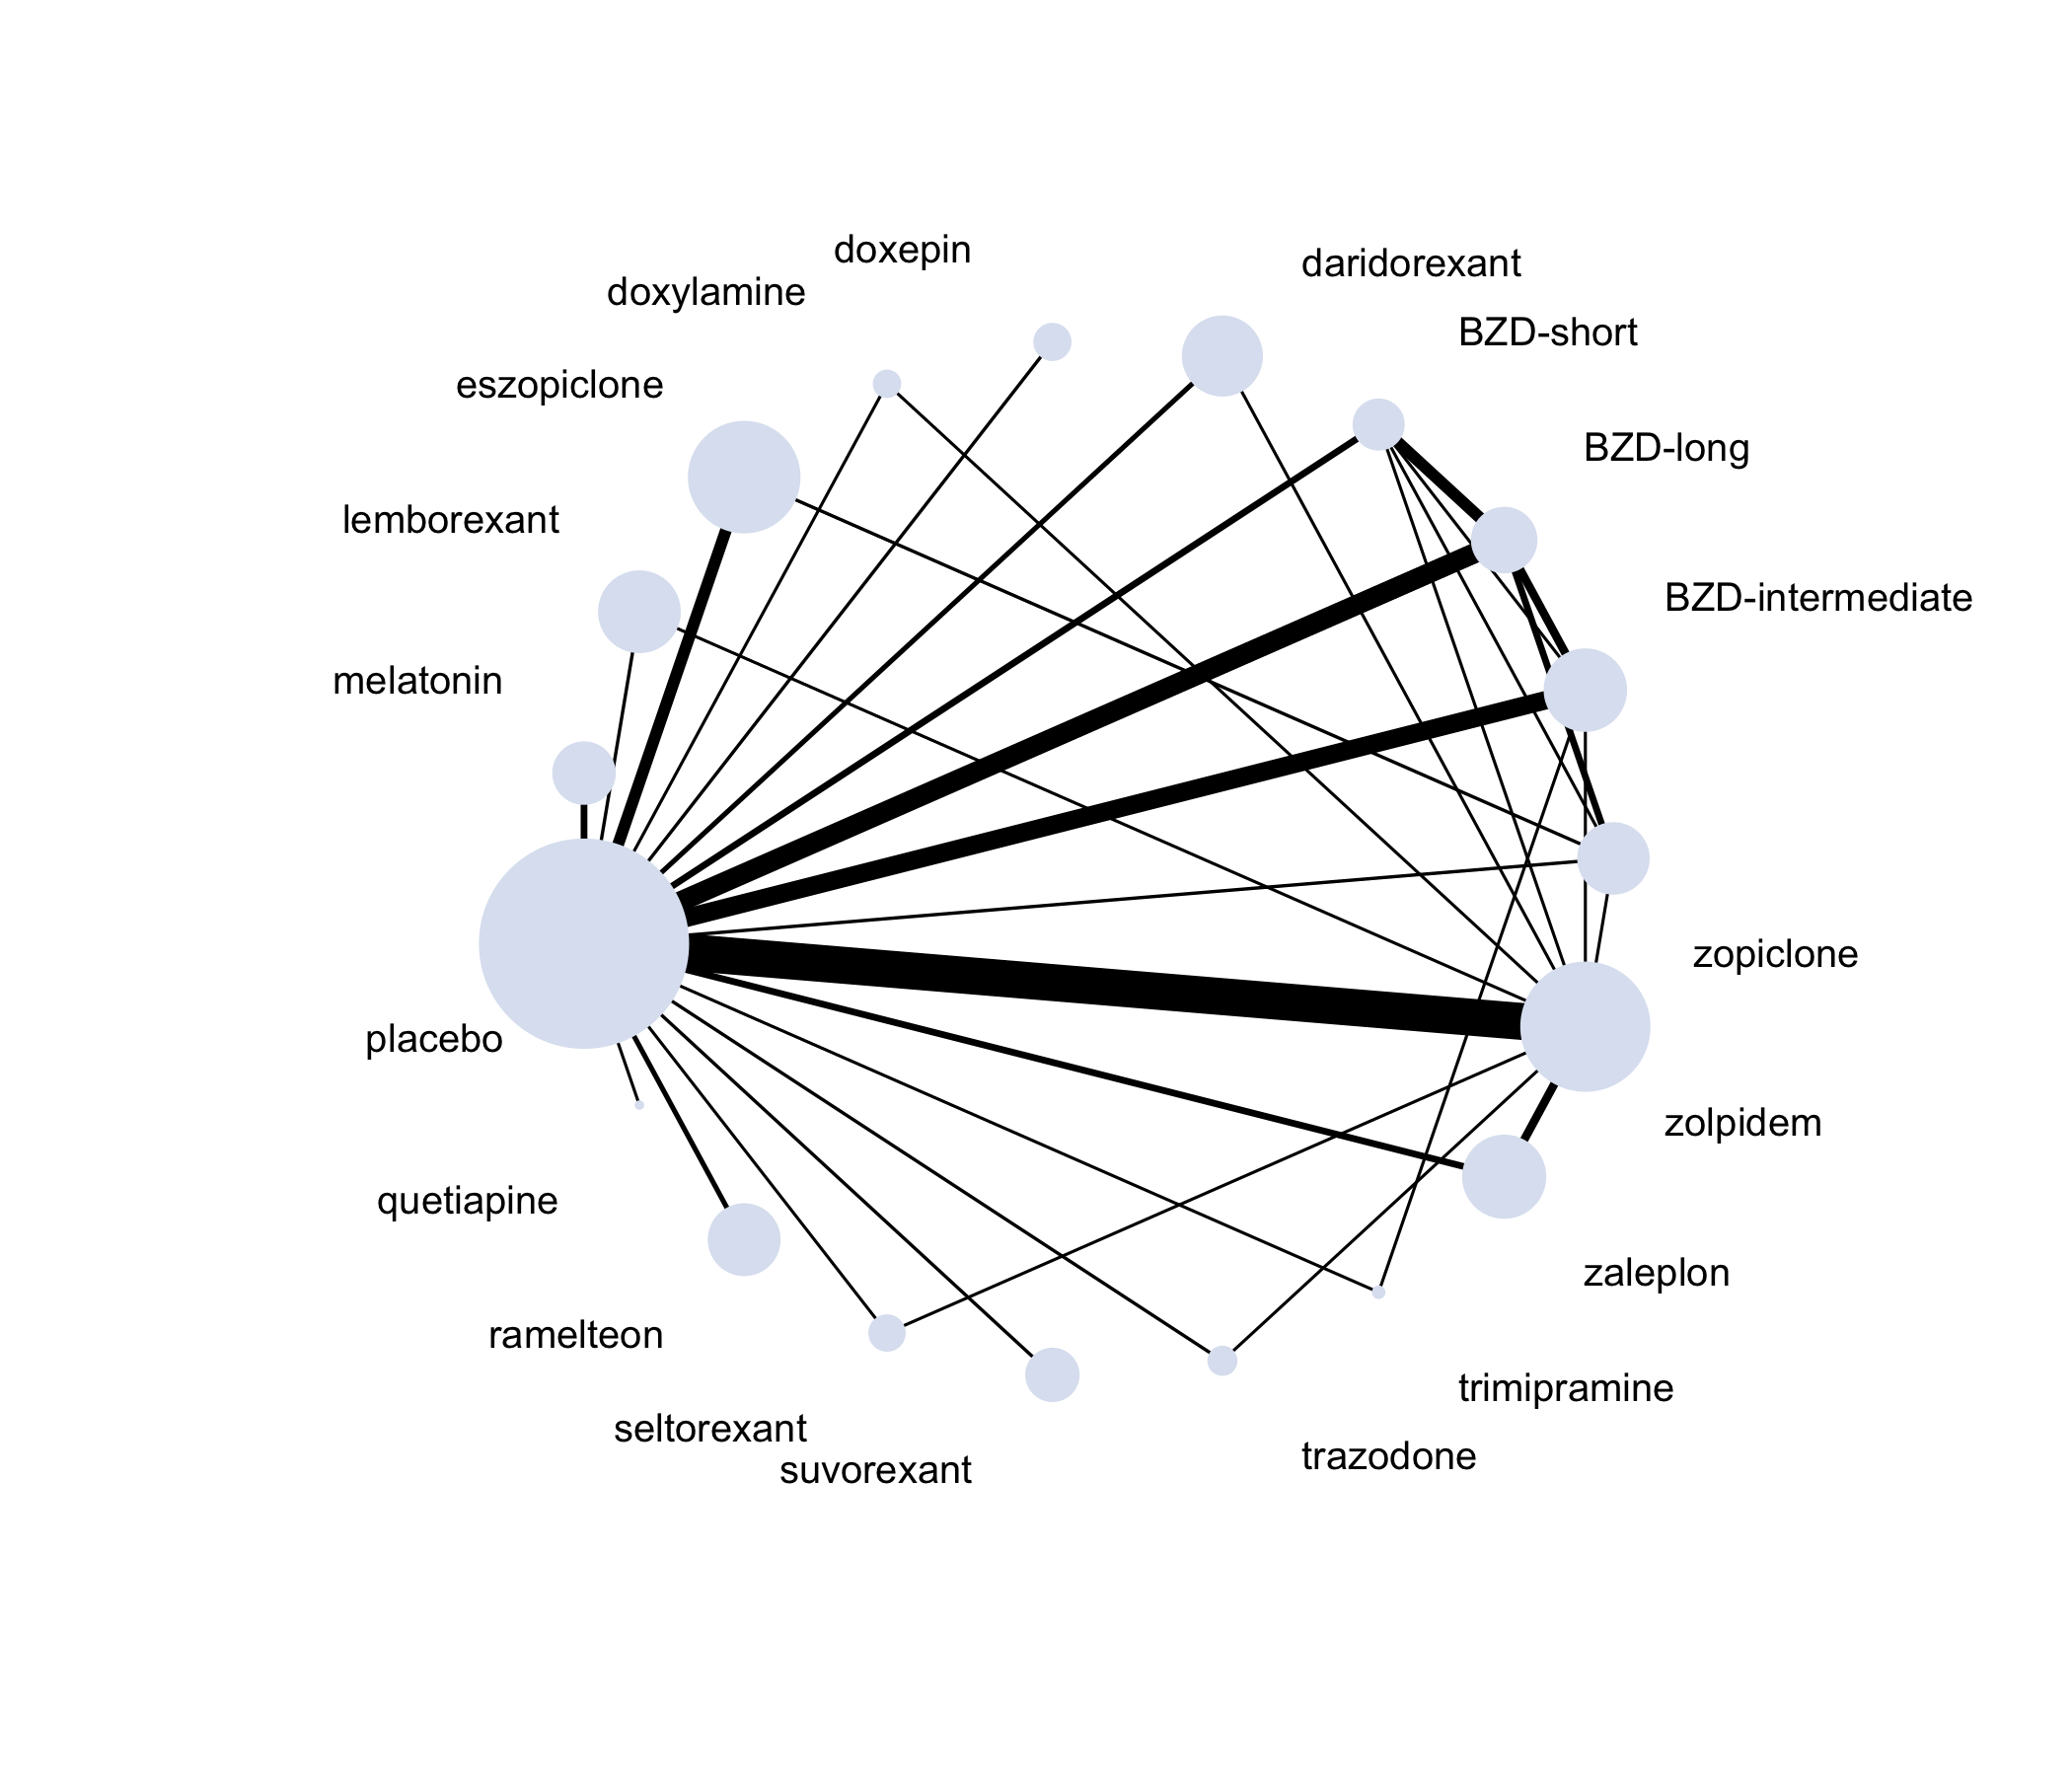 doxepin
daridorexant
doxylamine
BZD-short
eszopiclone
BZD-long
lemborexant
BZD-intermediate
melatonin
zopiclone
placebo
zolpidem
quetiapine
zaleplon
ramelteon
trimipramine
seltorexant
trazodone
suvorexant